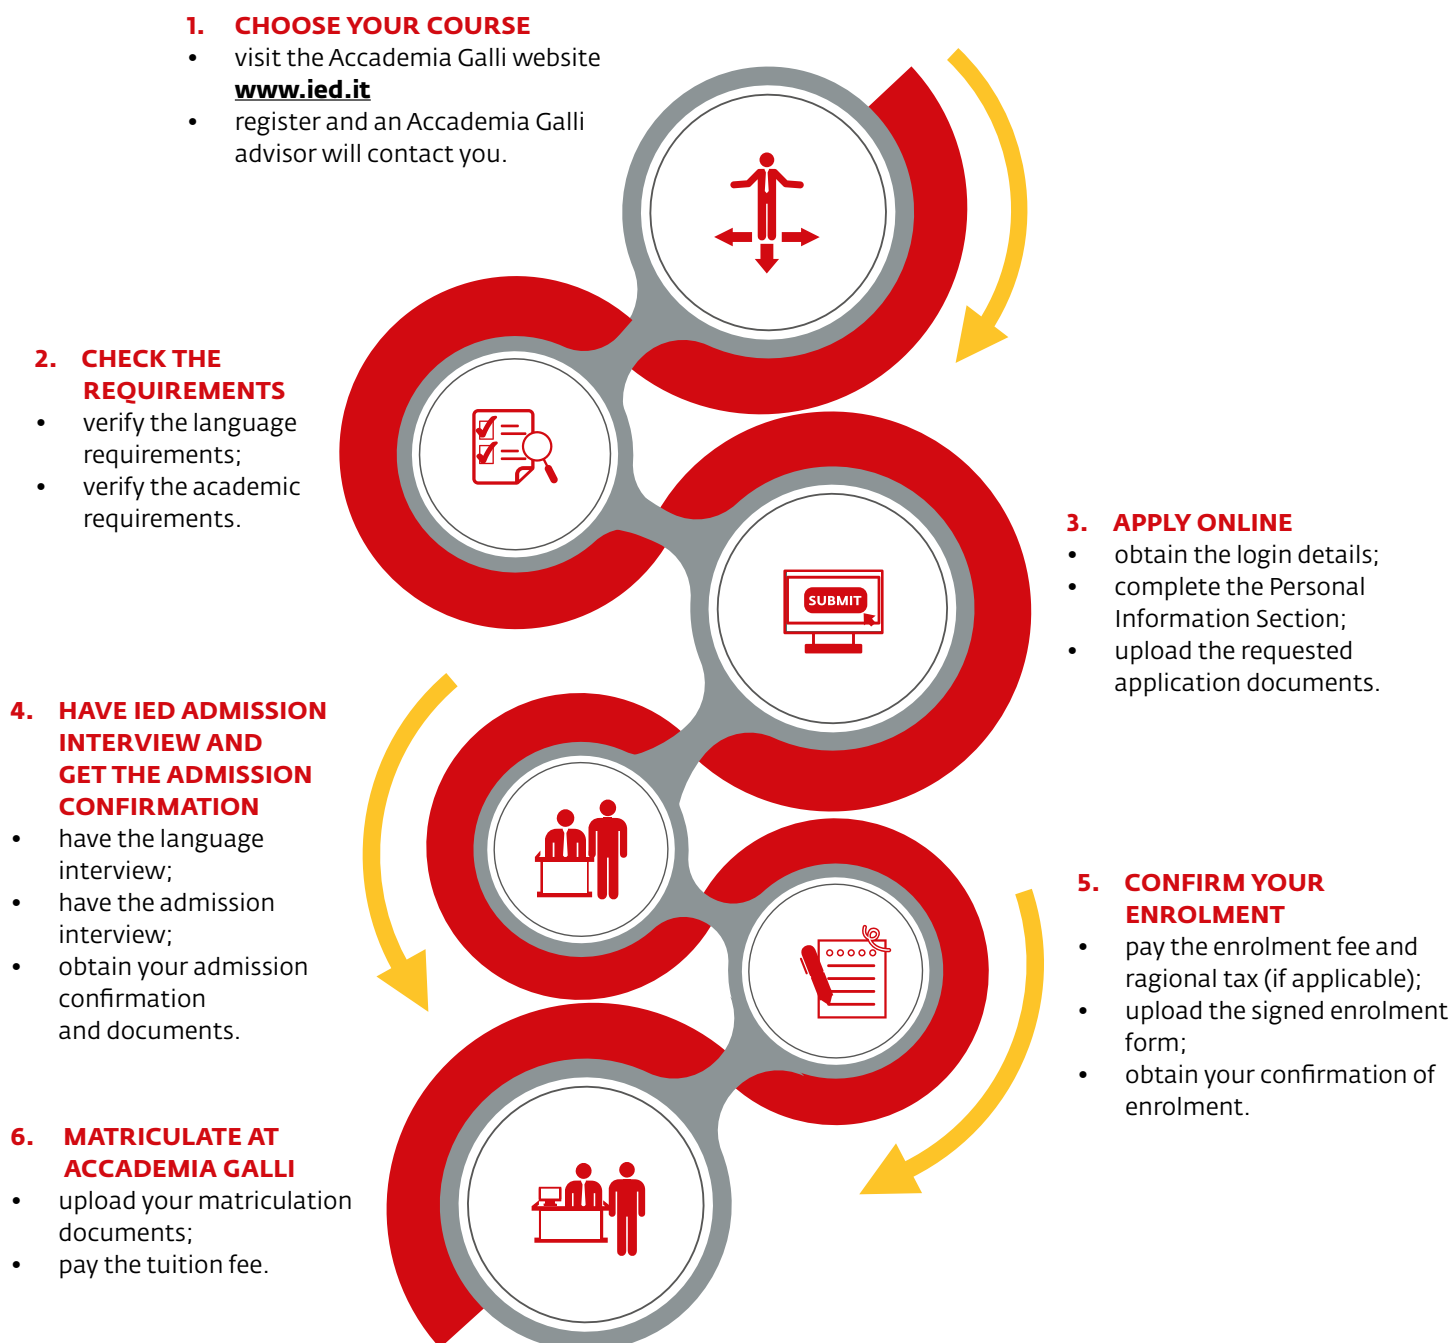 1. CHOOSE YOUR COURSE
• visit the Accademia Galli website
www.ied.it
• register and an Accademia Galli
advisor will contact you.
2. CHECK THE
REQUIREMENTS
• verify the language
requirements;
• verify the academic
requirements.
3. APPLY ONLINE
• obtain the login details;
• complete the Personal
Information Section;
• upload the requested
application documents.
SUBMIT
4. HAVE IED ADMISSION
INTERVIEW AND
GET THE ADMISSION
CONFIRMATION
• have the language
interview;
• have the admission
interview;
• obtain your admission
confirmation
and documents.
5. CONFIRM YOUR
ENROLMENT
• pay the enrolment fee and
ragional tax (if applicable);
• upload the signed enrolment
form;
• obtain your confirmation of
enrolment.
6. MATRICULATE AT
ACCADEMIA GALLI
• upload your matriculation
documents;
• pay the tuition fee.